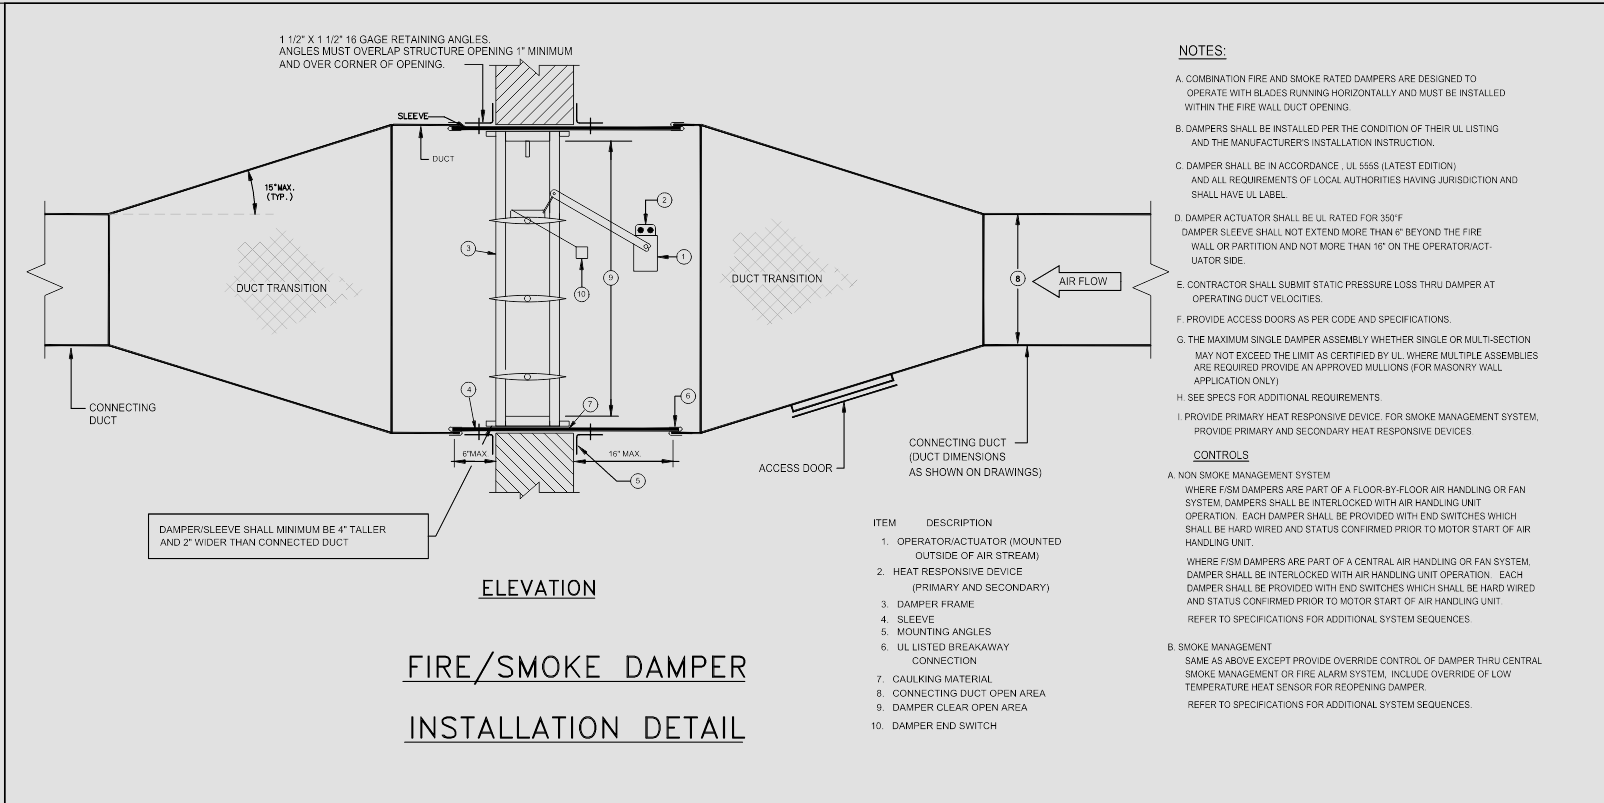 1 1/2" X 1 1/2" 16 GAGE RETAINING ANGLES.
ANGLES MUST OVERLAP STRUCTURE OPENING 1" MINIMUM
AND OVER CORNER OF OPENING.
SLEEVE
DUCT
15°MAX.
(TYP.)
DUCT TRANSITION
3
10
9
2
1
DUCT TRANSITION
8
AIR FLOW
4
7
6
6"MAX
16" MAX.
5
CONNECTING
DUCT
ACCESS DOOR
CONNECTING DUCT
(DUCT DIMENSIONS
AS SHOWN ON DRAWINGS)
DAMPER/SLEEVE SHALL MINIMUM BE 4" TALLER
AND 2" WIDER THAN CONNECTED DUCT
ELEVATION
FIRE/SMOKE DAMPER
INSTALLATION DETAIL
ITEM DESCRIPTION
1. OPERATOR/ACTUATOR (MOUNTED
OUTSIDE OF AIR STREAM)
2. HEAT RESPONSIVE DEVICE
(PRIMARY AND SECONDARY)
3. DAMPER FRAME
4. SLEEVE
5. MOUNTING ANGLES
6. UL LISTED BREAKAWAY
CONNECTION
7. CAULKING MATERIAL
8. CONNECTING DUCT OPEN AREA
9. DAMPER CLEAR OPEN AREA
10. DAMPER END SWITCH
NOTES:
A. COMBINATION FIRE AND SMOKE RATED DAMPERS ARE DESIGNED TO
OPERATE WITH BLADES RUNNING HORIZONTALLY AND MUST BE INSTALLED
WITHIN THE FIRE WALL DUCT OPENING.
B. DAMPERS SHALL BE INSTALLED PER THE CONDITION OF THEIR UL LISTING
AND THE MANUFACTURER'S INSTALLATION INSTRUCTION.
C. DAMPER SHALL BE IN ACCORDANCE , UL 555S (LATEST EDITION)
AND ALL REQUIREMENTS OF LOCAL AUTHORITIES HAVING JURISDICTION AND
SHALL HAVE UL LABEL.
D. DAMPER ACTUATOR SHALL BE UL RATED FOR 350°F
DAMPER SLEEVE SHALL NOT EXTEND MORE THAN 6" BEYOND THE FIRE
WALL OR PARTITION AND NOT MORE THAN 16" ON THE OPERATOR/ACT-
UATOR SIDE.
E. CONTRACTOR SHALL SUBMIT STATIC PRESSURE LOSS THRU DAMPER AT
OPERATING DUCT VELOCITIES.
F. PROVIDE ACCESS DOORS AS PER CODE AND SPECIFICATIONS.
G. THE MAXIMUM SINGLE DAMPER ASSEMBLY WHETHER SINGLE OR MULTI-SECTION
MAY NOT EXCEED THE LIMIT AS CERTIFIED BY UL. WHERE MULTIPLE ASSEMBLIES
ARE REQUIRED PROVIDE AN APPROVED MULLIONS (FOR MASONRY WALL
APPLICATION ONLY)
H. SEE SPECS FOR ADDITIONAL REQUIREMENTS.
I. PROVIDE PRIMARY HEAT RESPONSIVE DEVICE. FOR SMOKE MANAGEMENT SYSTEM,
PROVIDE PRIMARY AND SECONDARY HEAT RESPONSIVE DEVICES.
CONTROLS
A. NON SMOKE MANAGEMENT SYSTEM
WHERE F/SM DAMPERS ARE PART OF A FLOOR-BY-FLOOR AIR HANDLING OR FAN
SYSTEM, DAMPERS SHALL BE INTERLOCKED WITH AIR HANDLING UNIT
OPERATION. EACH DAMPER SHALL BE PROVIDED WITH END SWITCHES WHICH
SHALL BE HARD WIRED AND STATUS CONFIRMED PRIOR TO MOTOR START OF AIR
HANDLING UNIT.
WHERE F/SM DAMPERS ARE PART OF A CENTRAL AIR HANDLING OR FAN SYSTEM,
DAMPER SHALL BE INTERLOCKED WITH AIR HANDLING UNIT OPERATION. EACH
DAMPER SHALL BE PROVIDED WITH END SWITCHES WHICH SHALL BE HARD WIRED
AND STATUS CONFIRMED PRIOR TO MOTOR START OF AIR HANDLING UNIT.
REFER TO SPECIFICATIONS FOR ADDITIONAL SYSTEM SEQUENCES.
B. SMOKE MANAGEMENT
SAME AS ABOVE EXCEPT PROVIDE OVERRIDE CONTROL OF DAMPER THRU CENTRAL
SMOKE MANAGEMENT OR FIRE ALARM SYSTEM, INCLUDE OVERRIDE OF LOW
TEMPERATURE HEAT SENSOR FOR REOPENING DAMPER.
REFER TO SPECIFICATIONS FOR ADDITIONAL SYSTEM SEQUENCES.